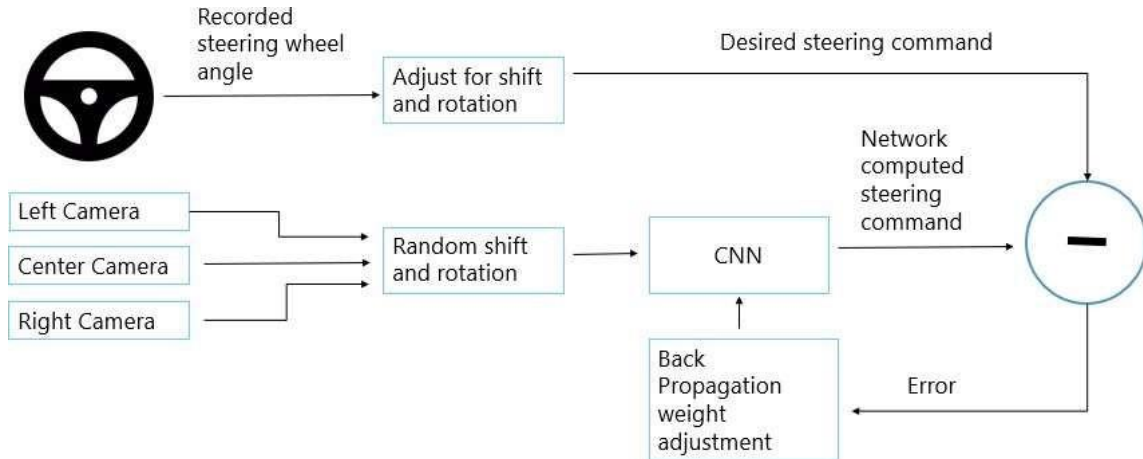 Recorded
steering wheel
angle
Adjust for shift
and rotation
Desired steering command
Network
computed
steering
command
Left Camera
Center Camera
Right Camera
Random shift
and rotation
CNN
Back
Propagation
weight
adjustment
Error